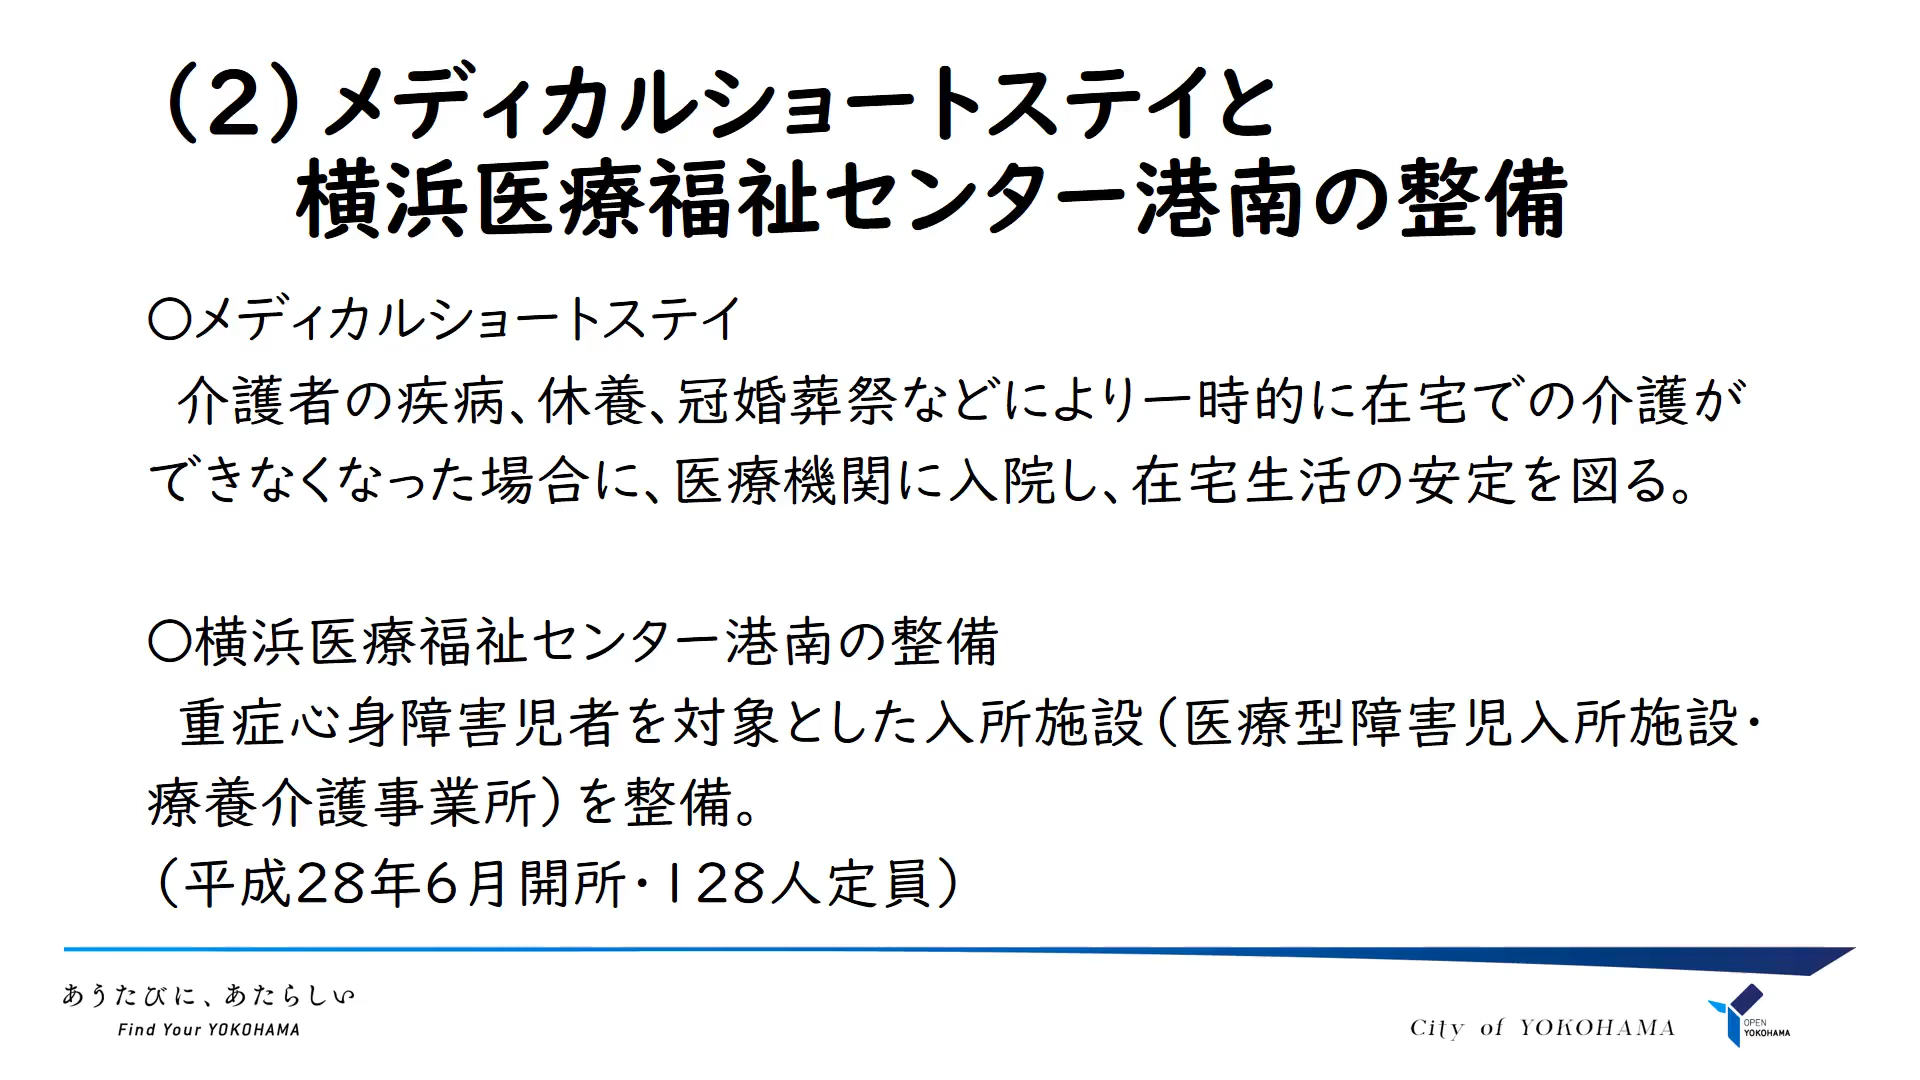 （２）メディカルショートステイと
横浜医療福祉センター港南の整備
〇メディカルショートステイ
介護者の疾病、休養、冠婚葬祭などにより一時的に在宅での介護が
できなくなった場合に、医療機関に入院し、在宅生活の安定を図る。
〇横浜医療福祉センター港南の整備
重症心身障害児者を対象とした入所施設（医療型障害児入所施設・
療養介護事業所）を整備。
（平成２８年６月開所・１２８人定員）
あうたびに、あたらしい
Find Your YOKOHAMA
City of YOKOHAMA
OPEN
YOKOHAMA